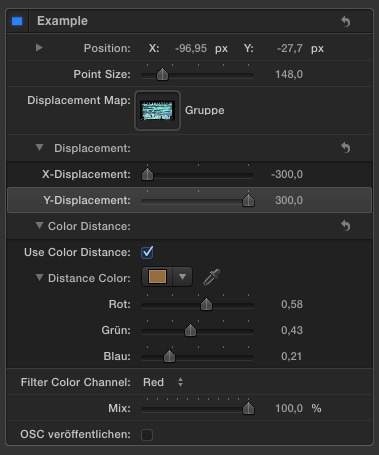 Example
Position: X: -96,95 px Y: -27,7 px
Point Size: 148,0
Displacement Map: Gruppe
Displacement:
X-Displacement: -300,0
Y-Displacement: 300,0
Color Distance:
Use Color Distance:
Distance Color:
Rot: 0,58
Grün: 0,43
Blau: 0,21
Filter Color Channel: Red
Mix: 100,0 %
OSC veröffentlichen: